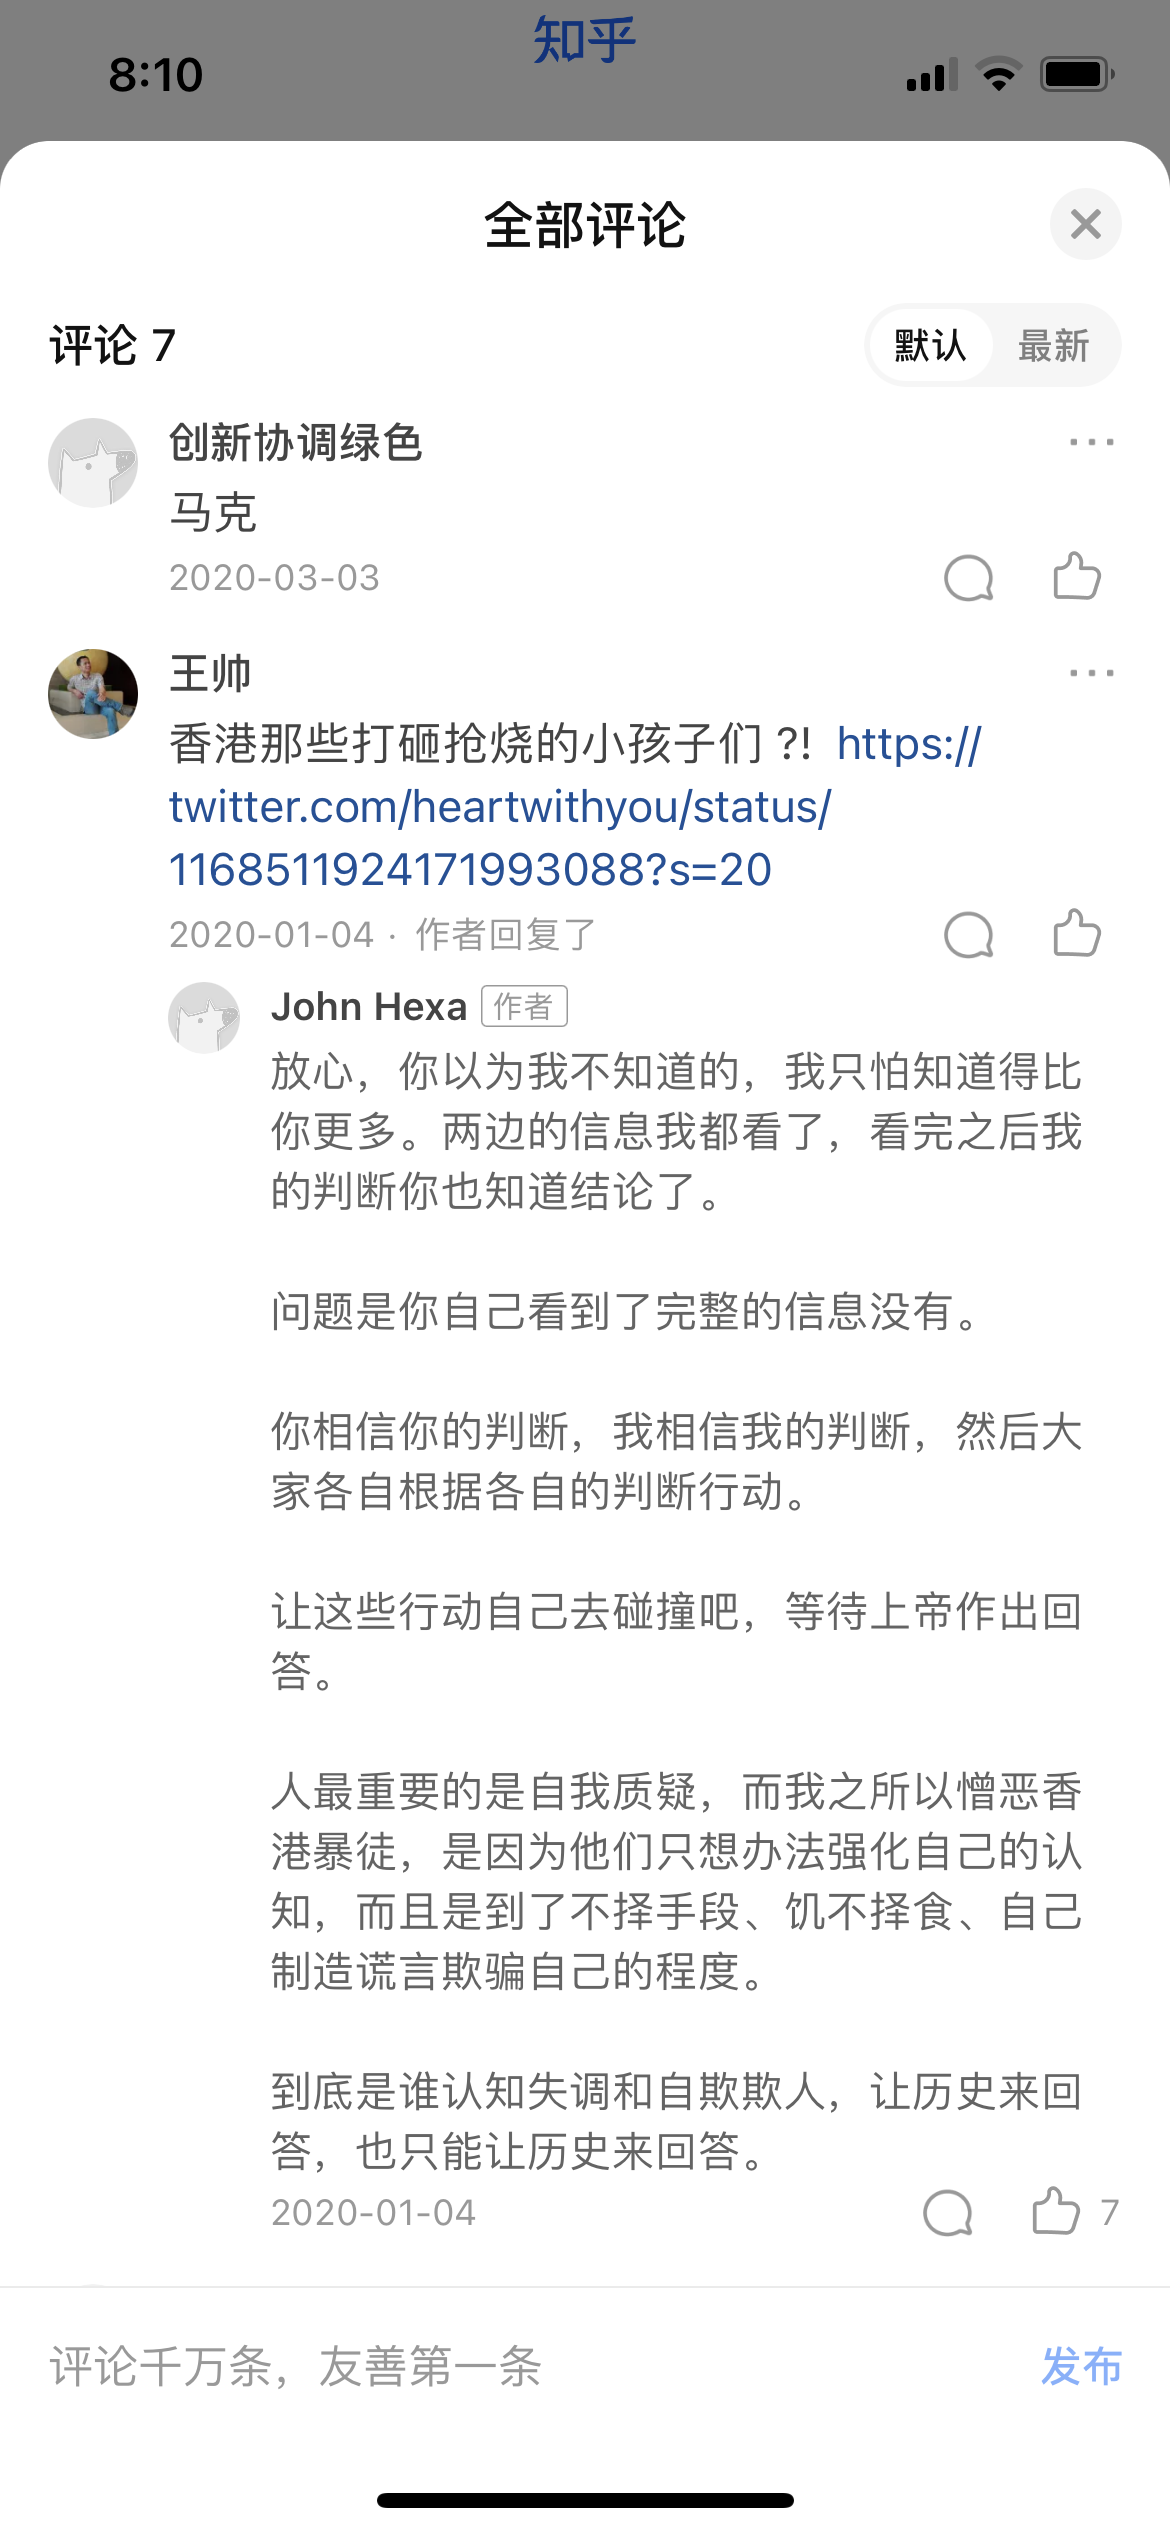 知乎
8:10
全部评论
评论 7
默认 最新
创新协调绿色
马克
2020-03-03
王帅
香港那些打砸抢烧的小孩子们 ?! https://
twitter.com/heartwithyou/status/
1168511924171993088?s=20
2020-01-04 · 作者回复了
John Hexa 作者
放心，你以为我不知道的，我只怕知道得比
你更多。两边的信息我都看了，看完之后我
的判断你也知道结论了。
问题是你自己看到了完整的信息没有。
你相信你的判断，我相信我的判断，然后大
家各自根据各自的判断行动。
让这些行动自己去碰撞吧，等待上帝作出回
答。
人最重要的是自我质疑，而我之所以憎恶香
港暴徒，是因为他们只想办法强化自己的认
知，而且是到了不择手段、饥不择食、自己
制造谎言欺骗自己的程度。
到底是谁认知失调和自欺欺人，让历史来回
答，也只能让历史来回答。
2020-01-04
7
评论千万条，友善第一条
发布